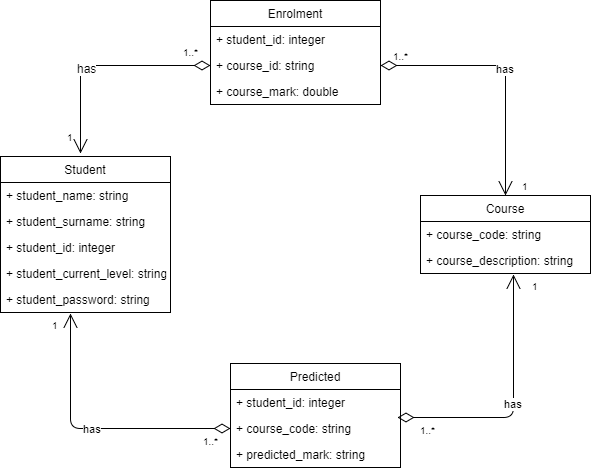 Enrolment
+ student_id: integer
+ course_id: string
+ course_mark: double
1..*
1..*
has
has
1
1
Student
+ student_name: string
+ student_surname: string
+ student_id: integer
+ student_current_level: string
+ student_password: string
Course
+ course_code: string
+ course_description: string
1
1
Predicted
+ student_id: integer
+ course_code: string
+ predicted_mark: string
has
has
1..*
1..*